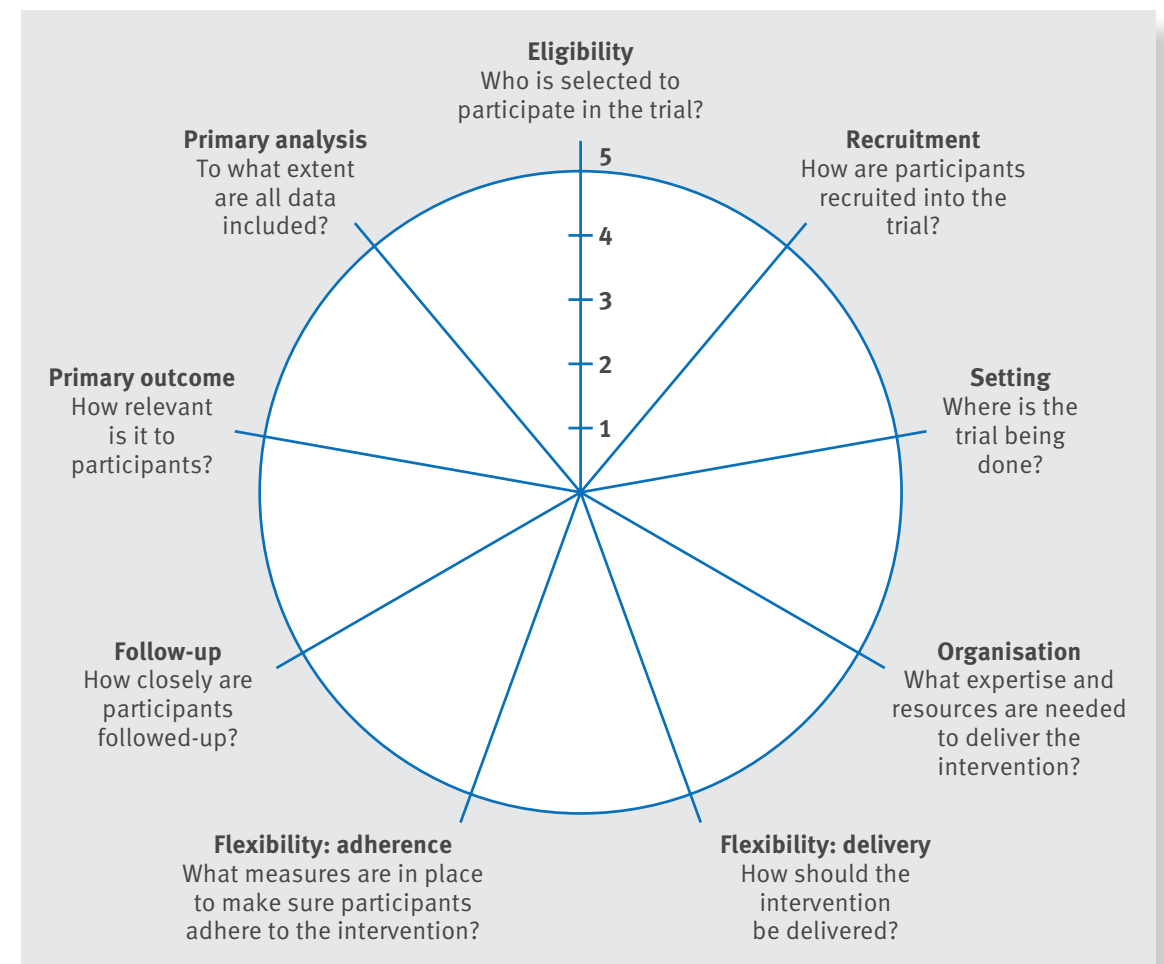 Eligibility
Who is selected to
participate in the trial?
Recruitment
How are participants
recruited into the
trial?
Setting
Where is the
trial being
done?
Organisation
What expertise and
resources are needed
to deliver the
intervention?
Flexibility: delivery
How should the
intervention
be delivered?
Flexibility: adherence
What measures are in place
to make sure participants
adhere to the intervention?
Follow-up
How closely are
participants
followed-up?
Primary outcome
How relevant
is it to
participants?
Primary analysis
To what extent
are all data
included?
5
4
3
2
1